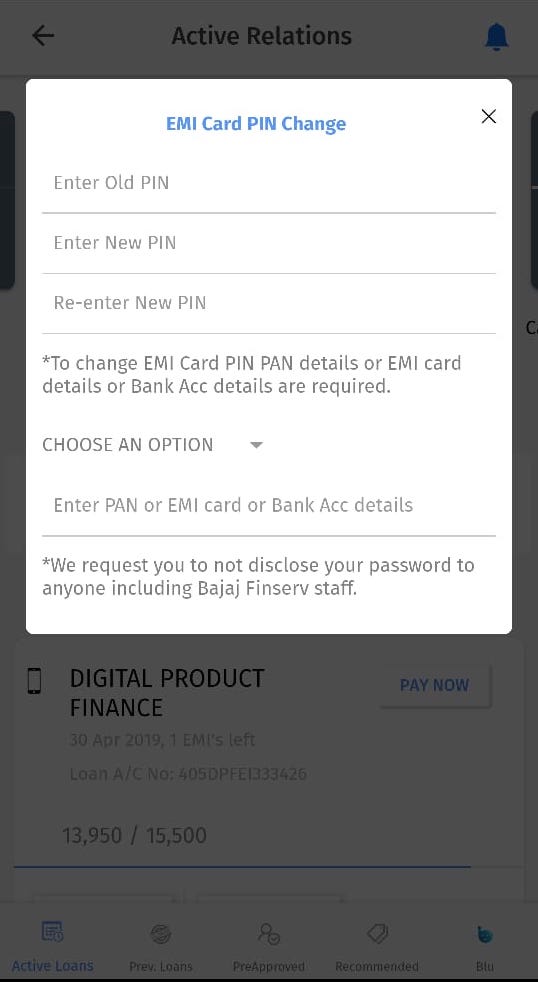 Active Relations
EMI Card PIN Change
Enter Old PIN
Enter New PIN
Re-enter New PIN
*To change EMI Card PIN PAN details or EMI card
details or Bank Acc details are required.
CHOOSE AN OPTION
Enter PAN or EMI card or Bank Acc details
*We request you to not disclose your password to
anyone including Bajaj Finserv staff.
DIGITAL PRODUCT
FINANCE
PAY NOW
30 Apr 2019, 1 EMI's left
Loan A/C No: 405DPFEI333426
13,950 / 15,500
Active Loans
Prev. Loans
PreApproved
Recommended
Blu